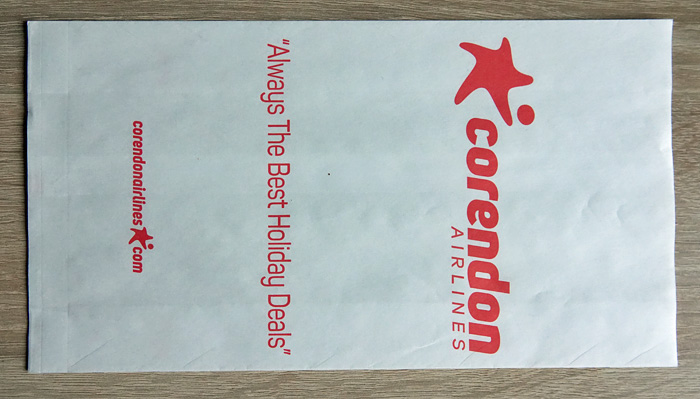 corendon
AIRLINES
"Always The Best Holiday Deals"
corendonairlines com